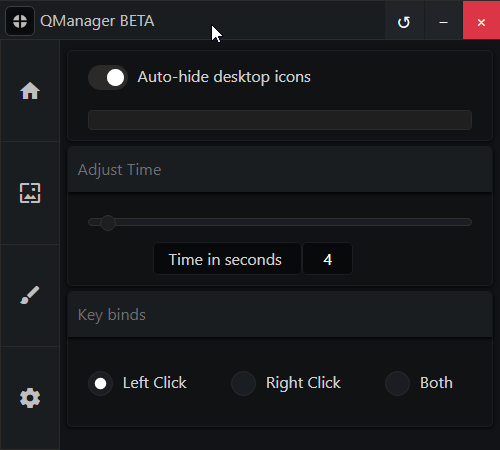 QManager BETA
Auto-hide desktop icons
Adjust Time
Time in seconds 4
Key binds
Left Click Right Click Both